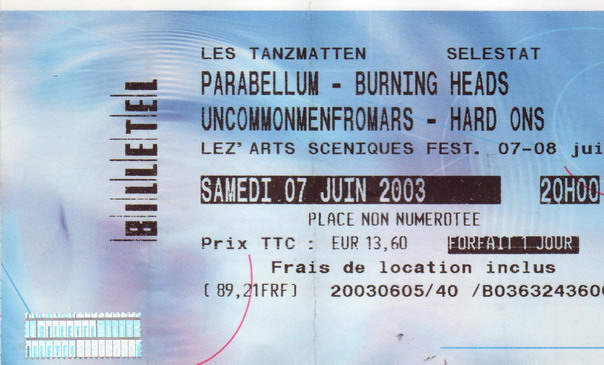 LES TANZMATTEN SELESTAT
PARABELLUM - BURNING HEADS
UNCOMMONMENFROMARS - HARD ONS
LEZ'ARTS SCENIQUES FEST. 07-08 jui
SAMEDI 07 JUIN 2003 20H00
PLACE NON NUMEROTEE
Prix TTC : EUR 13,60 FORFAIT 1 JOUR
Frais de location inclus
( 89,21FRF) 20030605/40 /B0363243600
BILLETEL